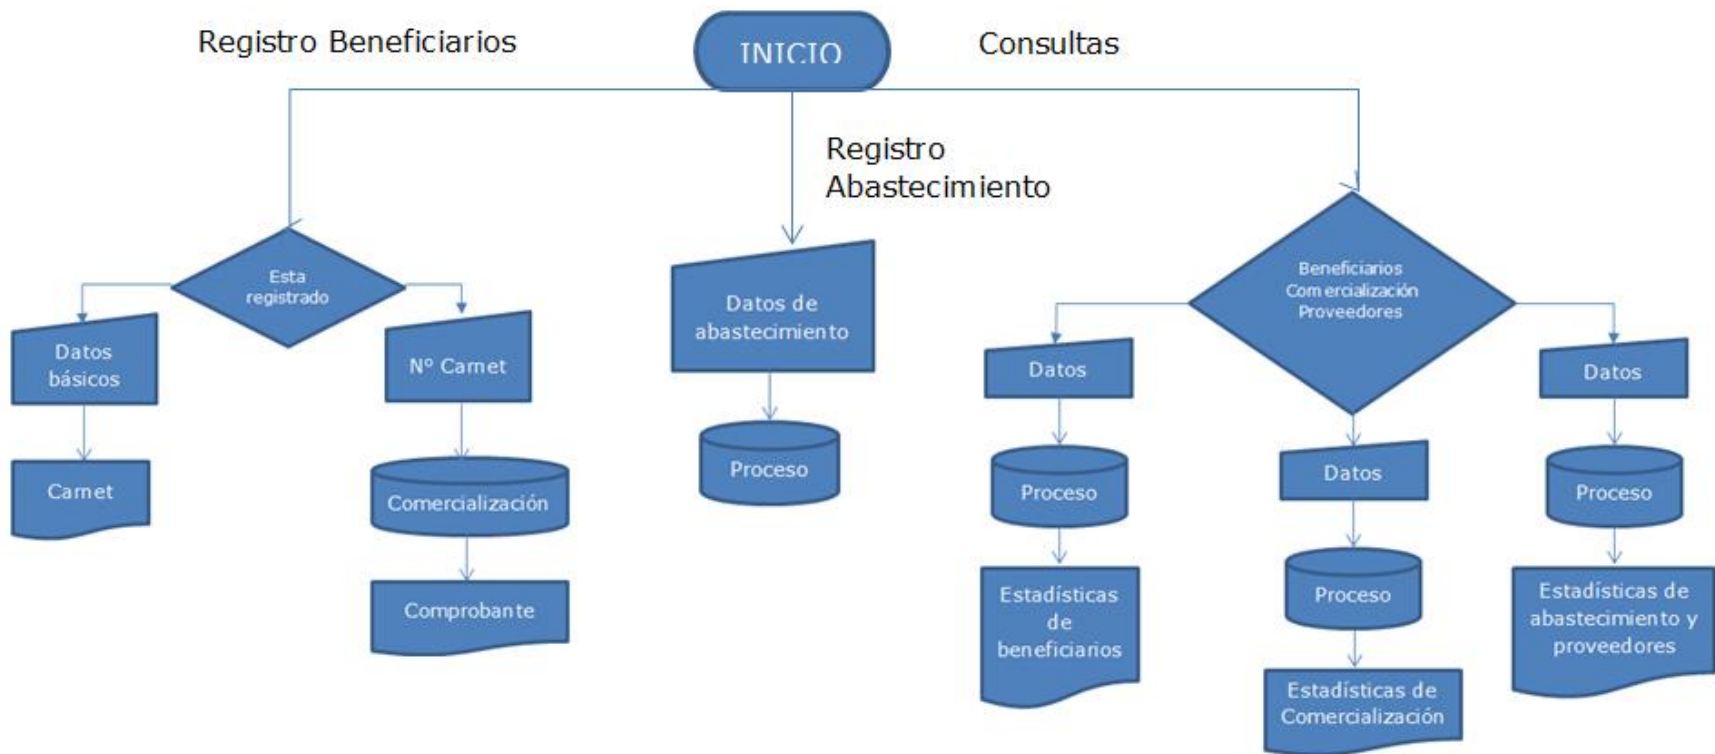 Registro Beneficiarios
INICIO
Consultas
Registro
Abastecimiento
Esta
registrado
Datos
básicos
Carnet
Nº Carnet
Comercialización
Comprobante
Datos de
abastecimiento
Proceso
Beneficiarios
Comercialización
Proveedores
Datos
Proceso
Estadísticas
de
beneficiarios
Datos
Proceso
Estadísticas de
Comercialización
Datos
Proceso
Estadísticas de
abastecimiento y
proveedores